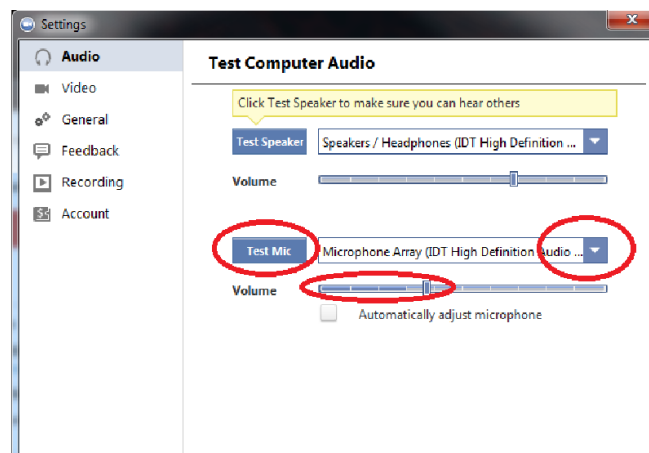 Settings
Audio
Video
General
Feedback
Recording
Account
Test Computer Audio
Click Test Speaker to make sure you can hear others
Test Speaker
Speakers / Headphones (IDT High Definition ...
Volume
Test Mic
Microphone Array (IDT High Definition Audio ...
Volume
Automatically adjust microphone